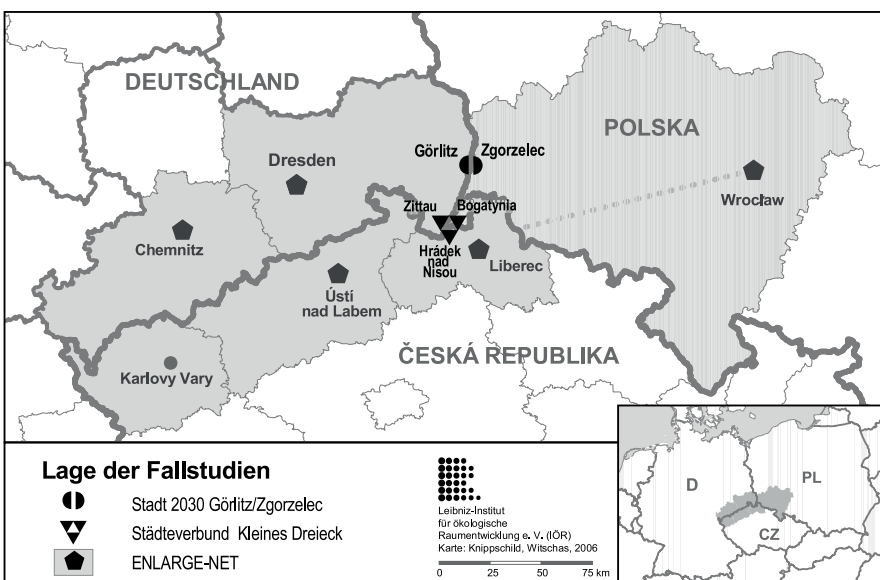 DEUTSCHLAND
POLSKA
Görlitz
Zgorzelec
Dresden
Wrocław
Zittau
Bogatynia
Chemnitz
Hrádek
nad
Nisou
Liberec
Ústí
nad Labem
ČESKÁ REPUBLIKA
Karlovy Vary
Lage der Fallstudien
Stadt 2030 Görlitz/Zgorzelec
Städteverbund Kleines Dreieck
ENLARGE-NET
Leibniz-Institut
für ökologische
Raumentwicklung e. V. (IÖR)
Karte: Knippschild, Witschas, 2006
0 25 50 75 km
D
PL
CZ